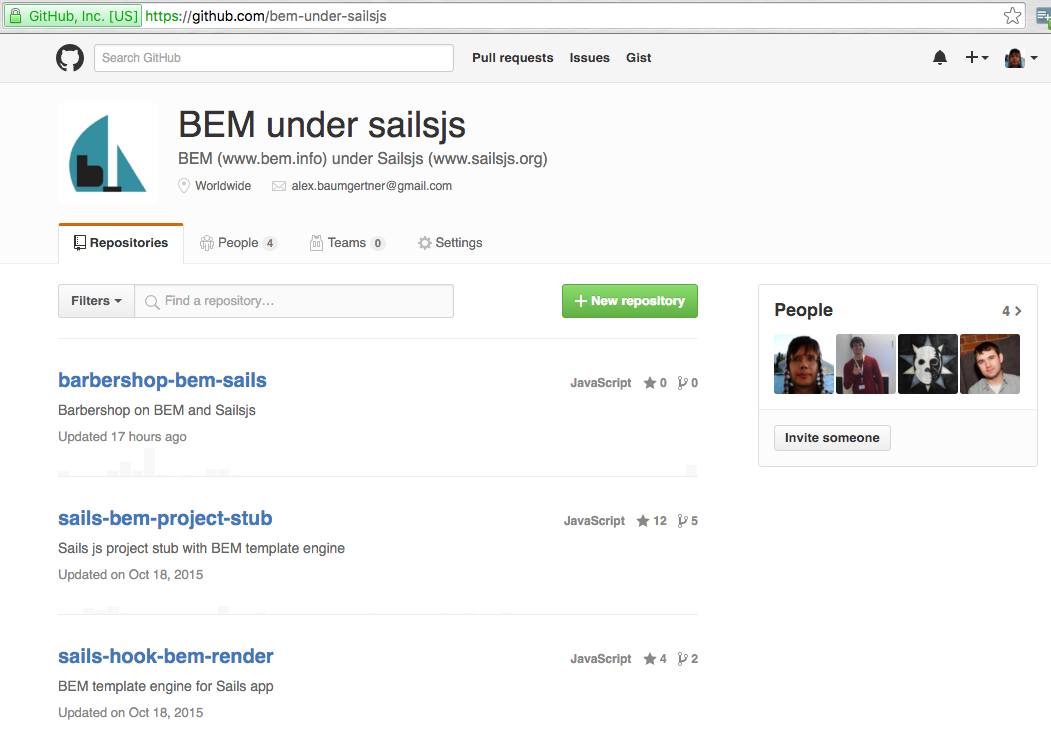 GitHub, Inc. [US] https://github.com/bem-under-sailsjs
Search GitHub
Pull requests Issues Gist
BEM under sailsjs
BEM (www.bem.info) under Sailsjs (www.sailsjs.org)
Worldwide alex.baumgertner@gmail.com
b
Repositories People 4 Teams 0 Settings
Filters Find a repository...
New repository
barbershop-bem-sails
JavaScript 0 0
Barbershop on BEM and Sailsjs
Updated 17 hours ago
sails-bem-project-stub
JavaScript 12 5
Sails js project stub with BEM template engine
Updated on Oct 18, 2015
sails-hook-bem-render
JavaScript 4 2
BEM template engine for Sails app
Updated on Oct 18, 2015
People 4
Invite someone